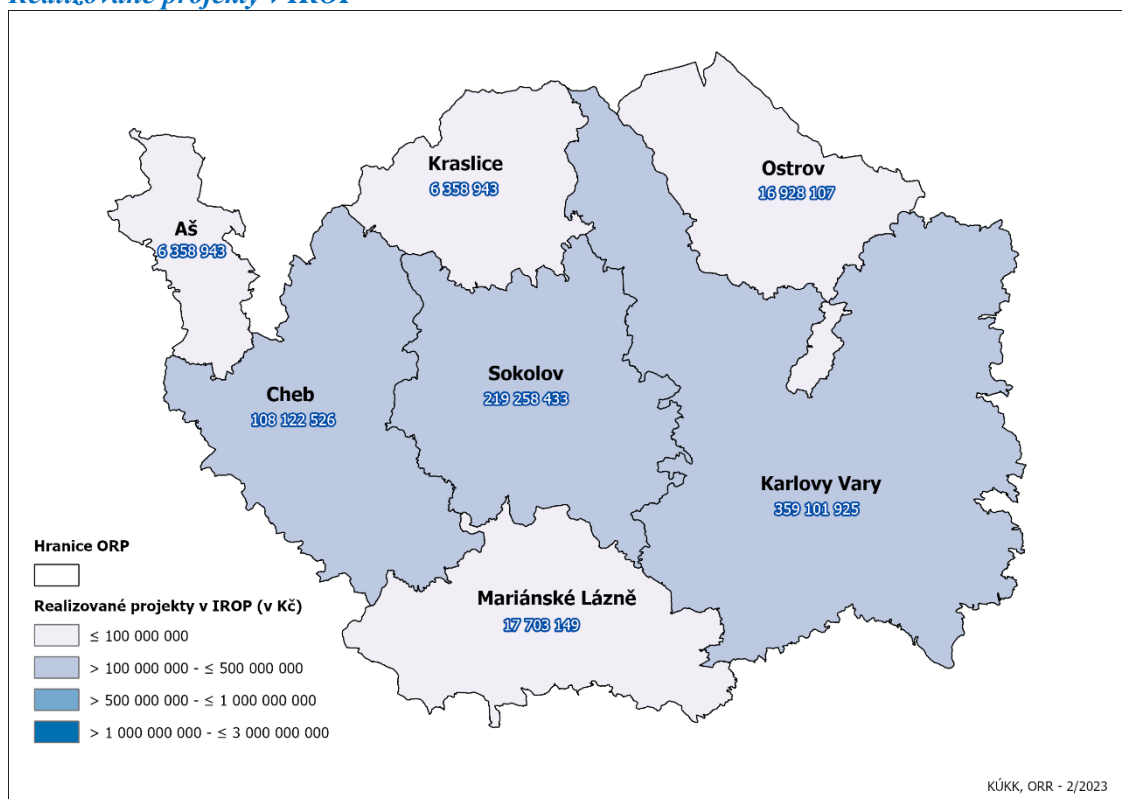 Realizované projekty v IROP
Kraslice
6 358 943
Ostrov
16 928 107
Aš
6 358 943
Sokolov
219 258 433
Cheb
108 122 526
Karlovy Vary
359 101 925
Mariánské Lázně
17 703 149
Hranice ORP
Realizované projekty v IROP (v Kč)
≤ 100 000 000
> 100 000 000 - ≤ 500 000 000
> 500 000 000 - ≤ 1 000 000 000
> 1 000 000 000 - ≤ 3 000 000 000
KÚKK, ORR - 2/2023